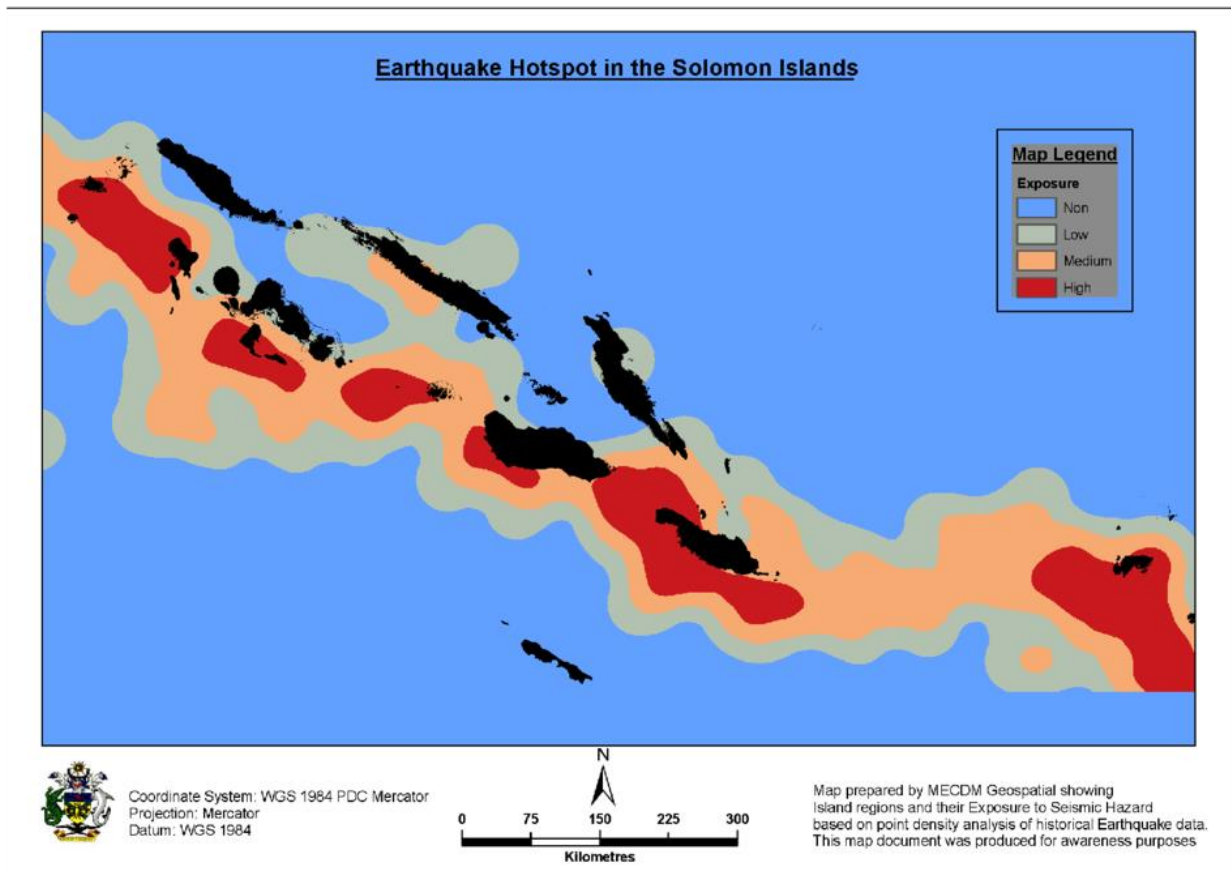 Earthquake Hotspot in the Solomon Islands
Map Legend
Exposure
Non
Low
Medium
High
N
Coordinate System: WGS 1984 PDC Mercator
Projection: Mercator
Datum: WGS 1984
0 75 150 225 300
Kilometres
Map prepared by MECDM Geospatial showing
Island regions and their Exposure to Seismic Hazard
based on point density analysis of historical Earthquake data.
This map document was produced for awareness purposes